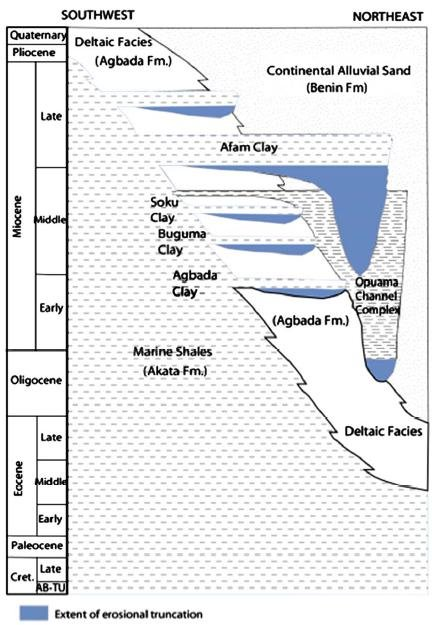 SOUTHWEST
NORTHEAST
Quaternary
Pliocene
Miocene
Late
Middle
Early
Oligocene
Eocene
Late
Middle
Early
Paleocene
Cret.
Late
AB-TU
Deltaic Facies
(Agbada Fm.)
Continental Alluvial Sand
(Benin Fm)
Afam Clay
Soku
Clay
Buguma
Clay
Agbada
Clay
Opuama
Channel
Complex
(Agbada Fm.)
Marine Shales
(Akata Fm.)
Deltaic Facies
Extent of erosional truncation